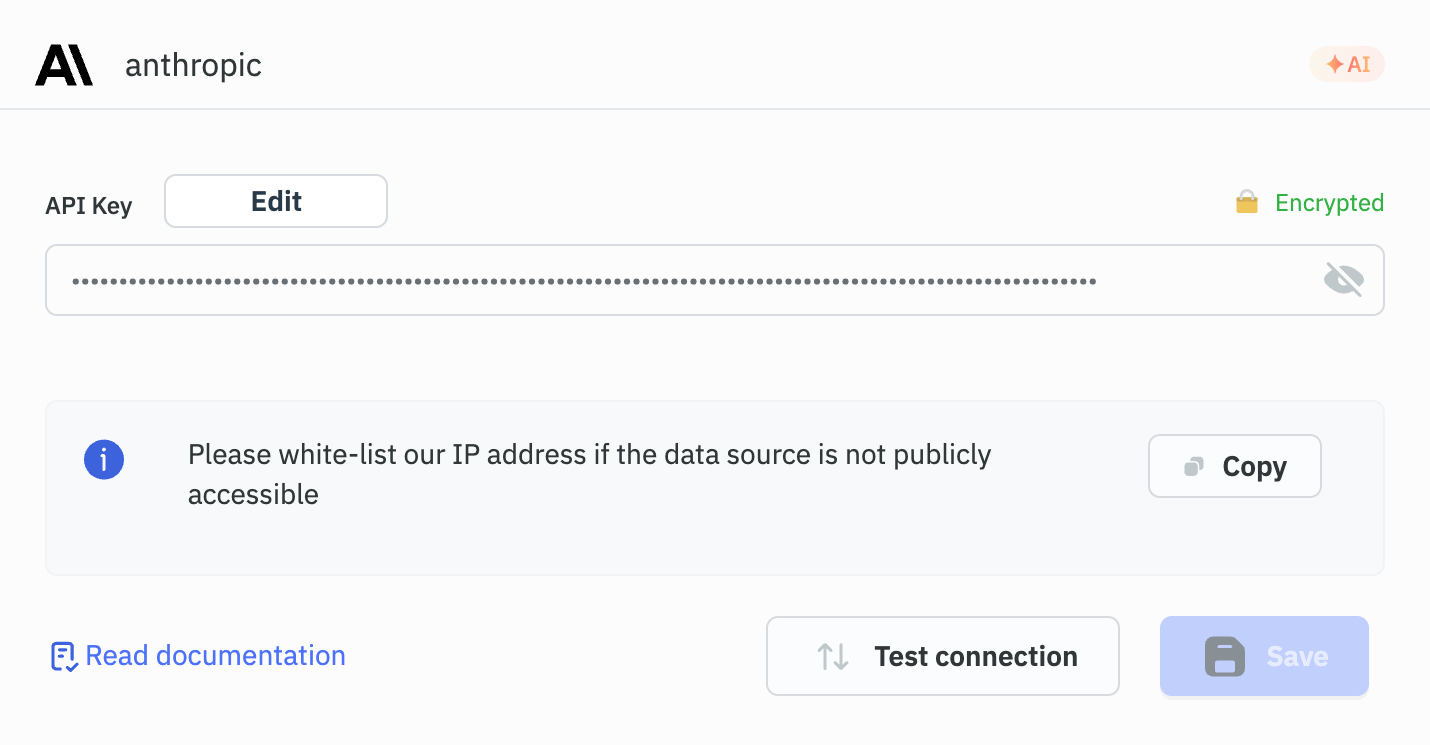 anthropic
AI
API Key
Edit
Encrypted
Please white-list our IP address if the data source is not publicly
accessible
Copy
Read documentation
Test connection
Save